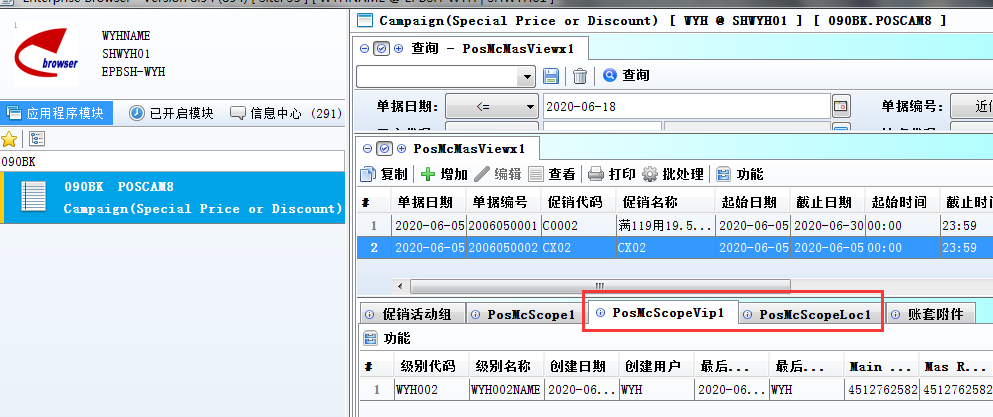 WYHNAME
SHWYH01
EPBSH-WYH
browser
应用程序模块 已开启模块 信息中心 (291)
090BK
090BK POSCAM8
Campaign(Special Price or Discount)
Campaign(Special Price or Discount) [ WYH @ SHWYH01 ] [ 090BK.POSCAM8 ]
查询 - PosMcMasViewx1
查询
单据日期: <= 2020-06-18 单据编号:
PosMcMasViewx1
复制 增加 编辑 查看 打印 批处理 功能
# 单据日期 单据编号 促销代码 促销名称 起始日期 截止日期 起始时间 截止时间
1 2020-06-05 2006050001 C0002 满119用19.5... 2020-06-05 2020-06-30 00:00 23:59
2 2020-06-05 2006050002 CX02 CX02 2020-06-05 2020-06-05 00:00 23:59
促销活动组 PosMcScope1 PosMcScopeVip1 PosMcScopeLoc1 账套附件
功能
# 级别代码 级别名称 创建日期 创建用户 最后... 最后... Main ... Mas R...
1 WYH002 WYH002NAME 2020-06... WYH 2020-06... WYH 4512762582 4512762582